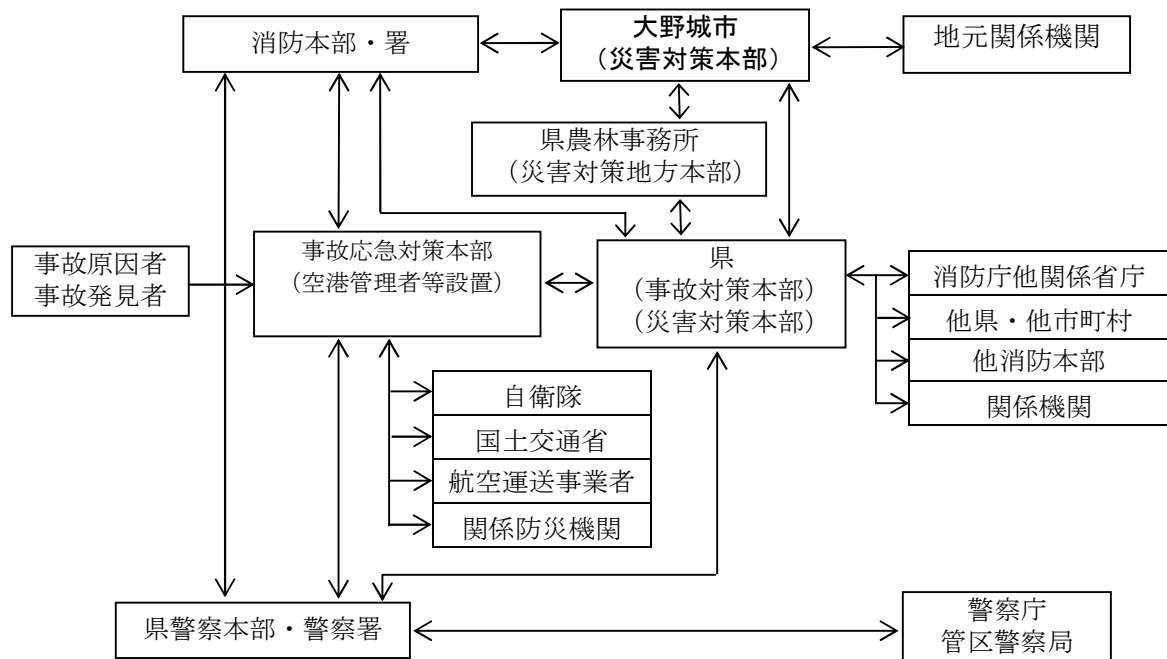 消防本部・署
大野城市
（災害対策本部）
地元関係機関
県農林事務所
（災害対策地方本部）
事故原因者
事故発見者
事故応急対策本部
（空港管理者等設置）
県
（事故対策本部）
（災害対策本部）
消防庁他関係省庁
他県・他市町村
他消防本部
関係機関
自衛隊
国土交通省
航空運送事業者
関係防災機関
県警察本部・警察署
警察庁
管区警察局